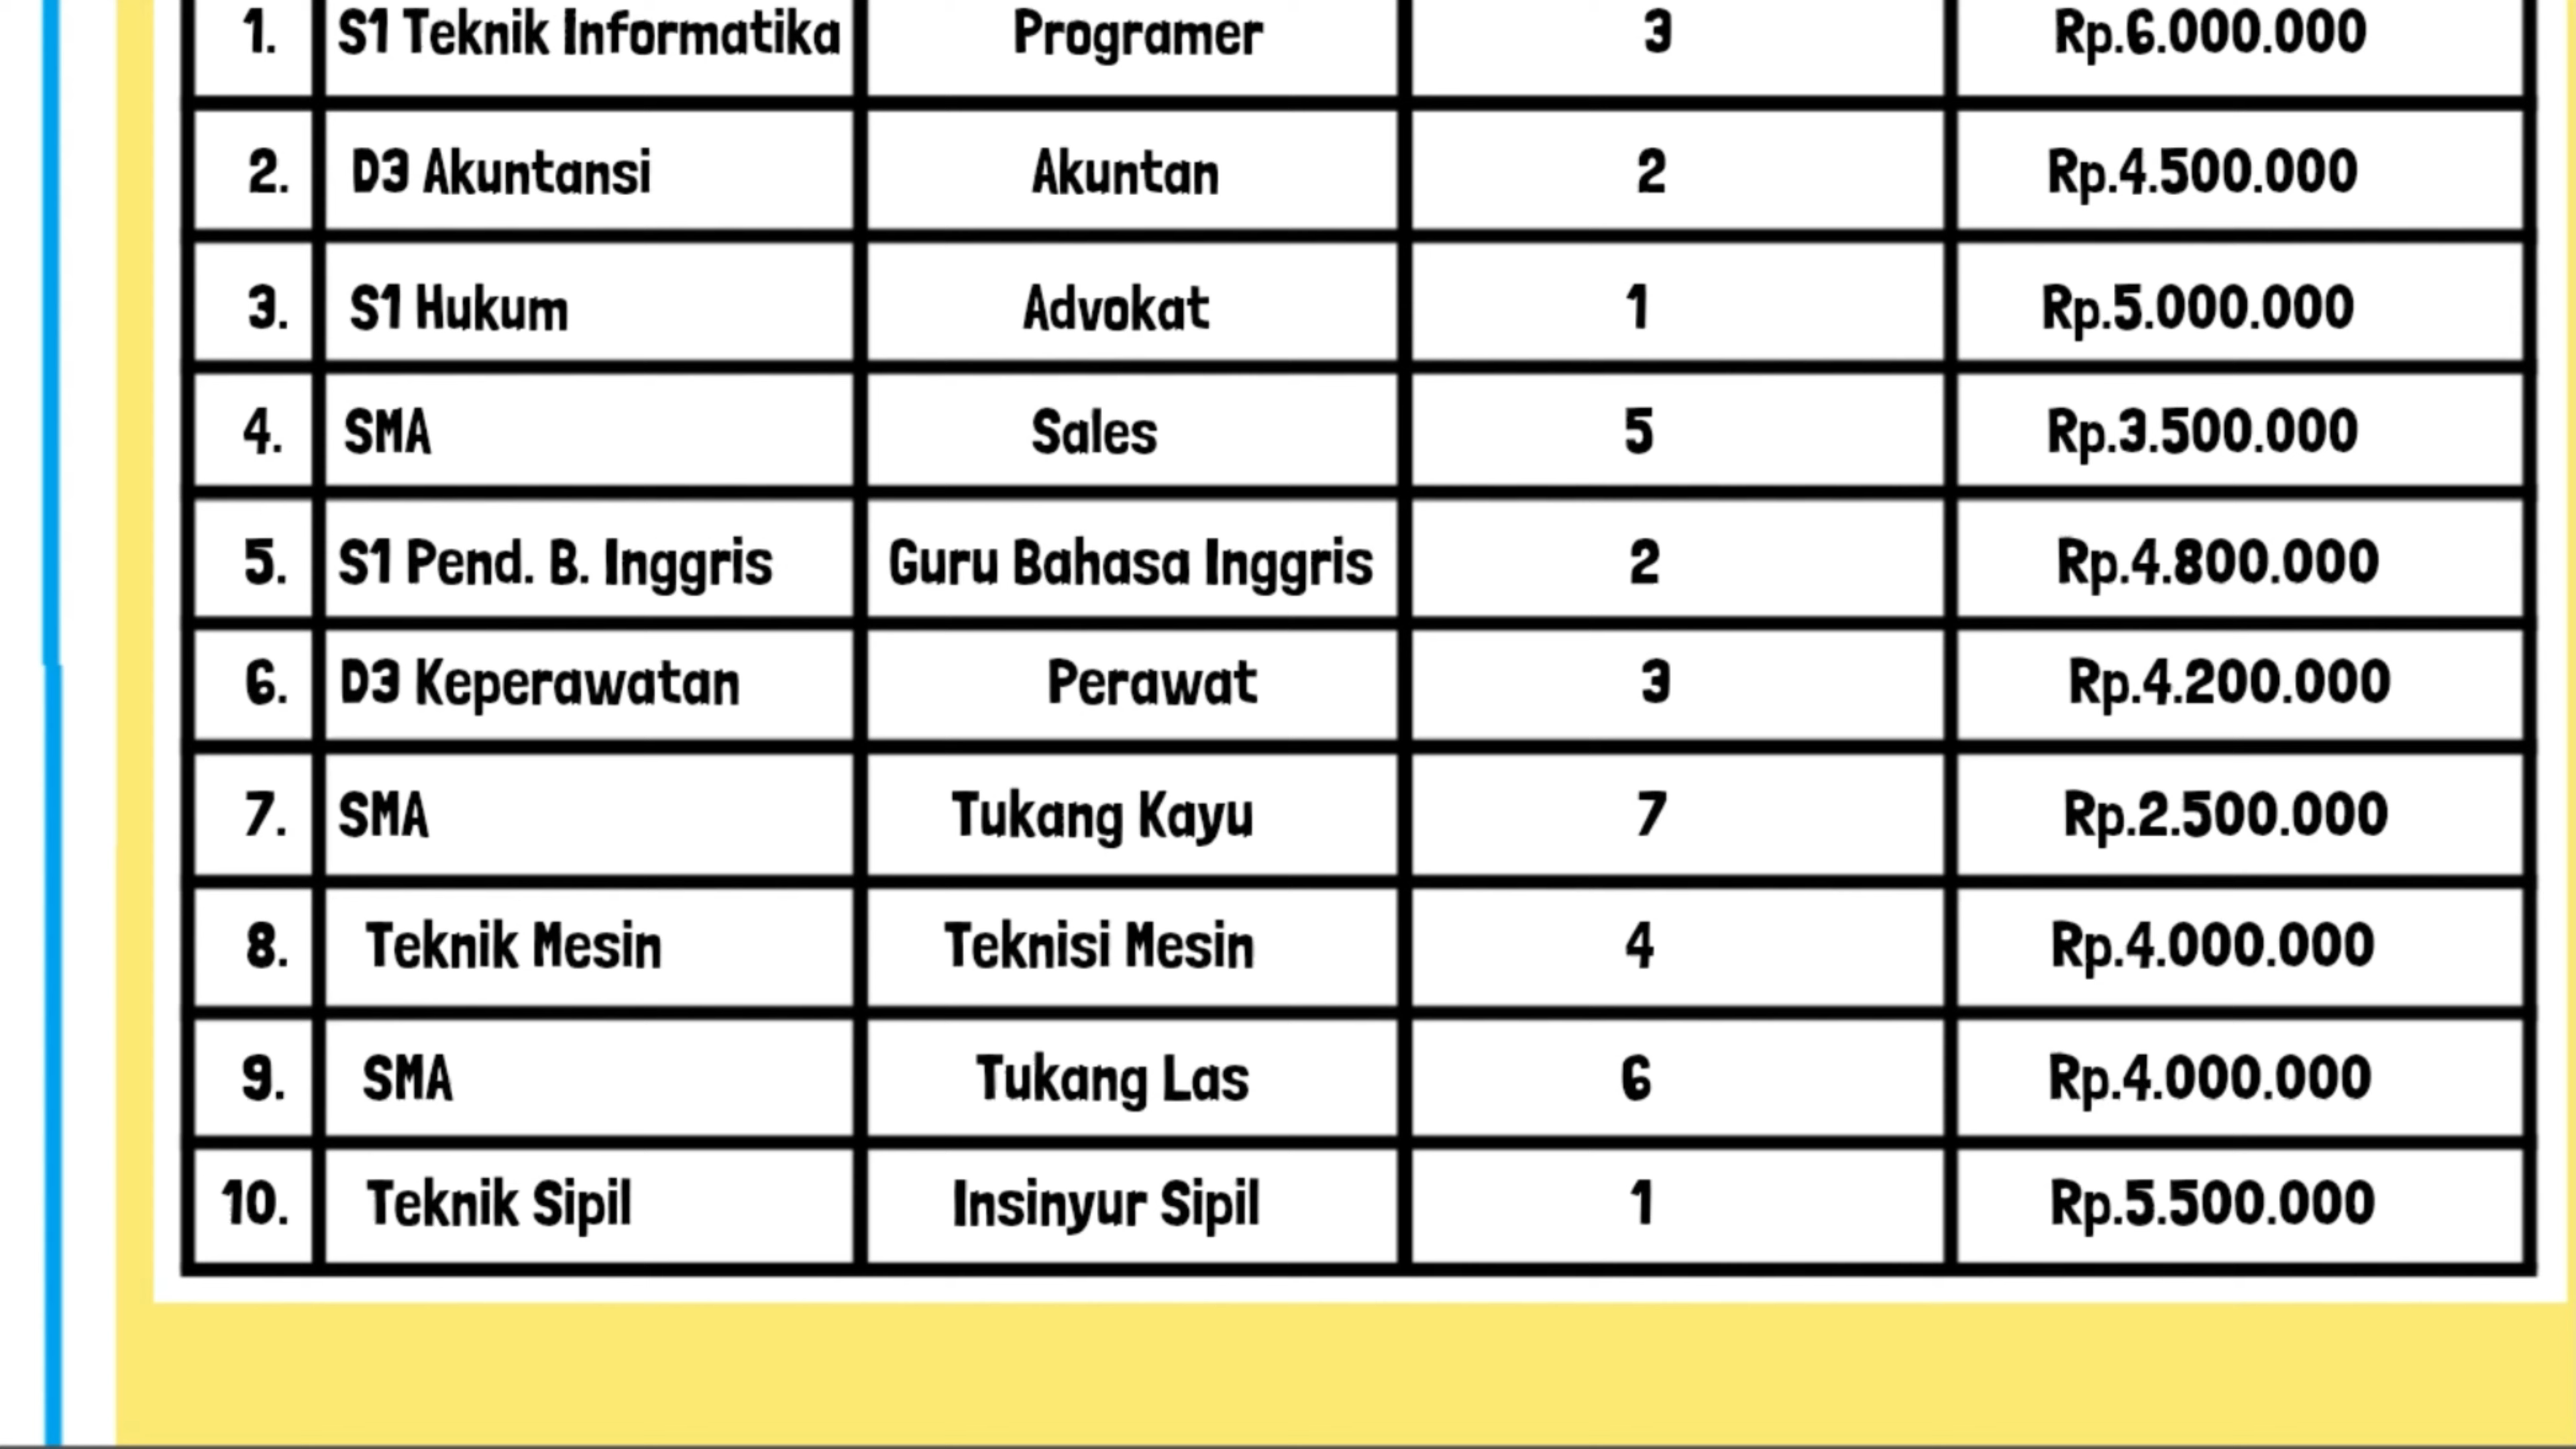 1. S1 Teknik Informatika Programer 3 Rp.6.000.000
2. D3 Akuntansi Akuntan 2 Rp.4.500.000
3. S1 Hukum Advokat 1 Rp.5.000.000
4. SMA Sales 5 Rp.3.500.000
5. S1 Pend. B. Inggris Guru Bahasa Inggris 2 Rp.4.800.000
6. D3 Keperawatan Perawat 3 Rp.4.200.000
7. SMA Tukang Kayu 7 Rp.2.500.000
8. Teknik Mesin Teknisi Mesin 4 Rp.4.000.000
9. SMA Tukang Las 6 Rp.4.000.000
10. Teknik Sipil Insinyur Sipil 1 Rp.5.500.000